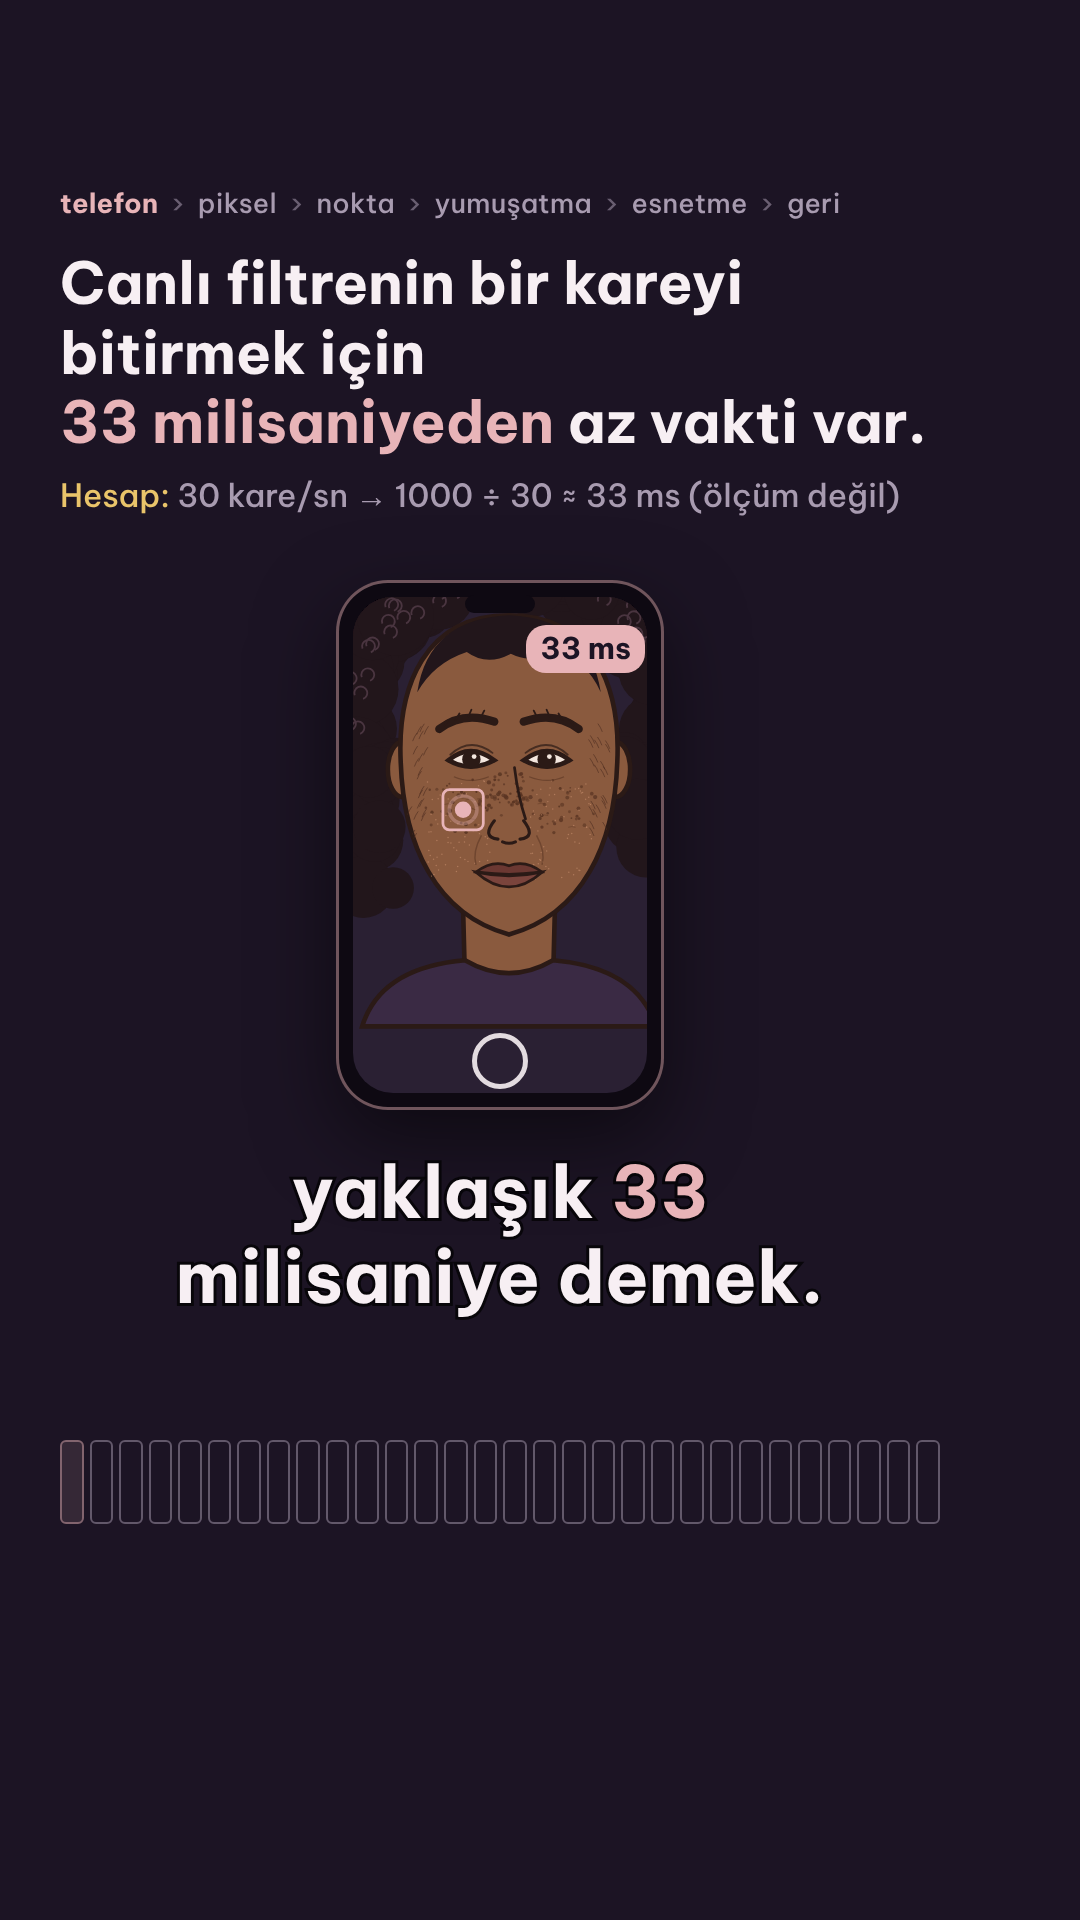 telefon > piksel > nokta > yumuşatma > esnetme > geri
Canlı filtrenin bir kareyi
bitirmek için
33 milisaniyeden az vakti var.
Hesap: 30 kare/sn → 1000 ÷ 30 ≈ 33 ms (ölçüm değil)
33 ms
yaklaşık 33
milisaniye demek.